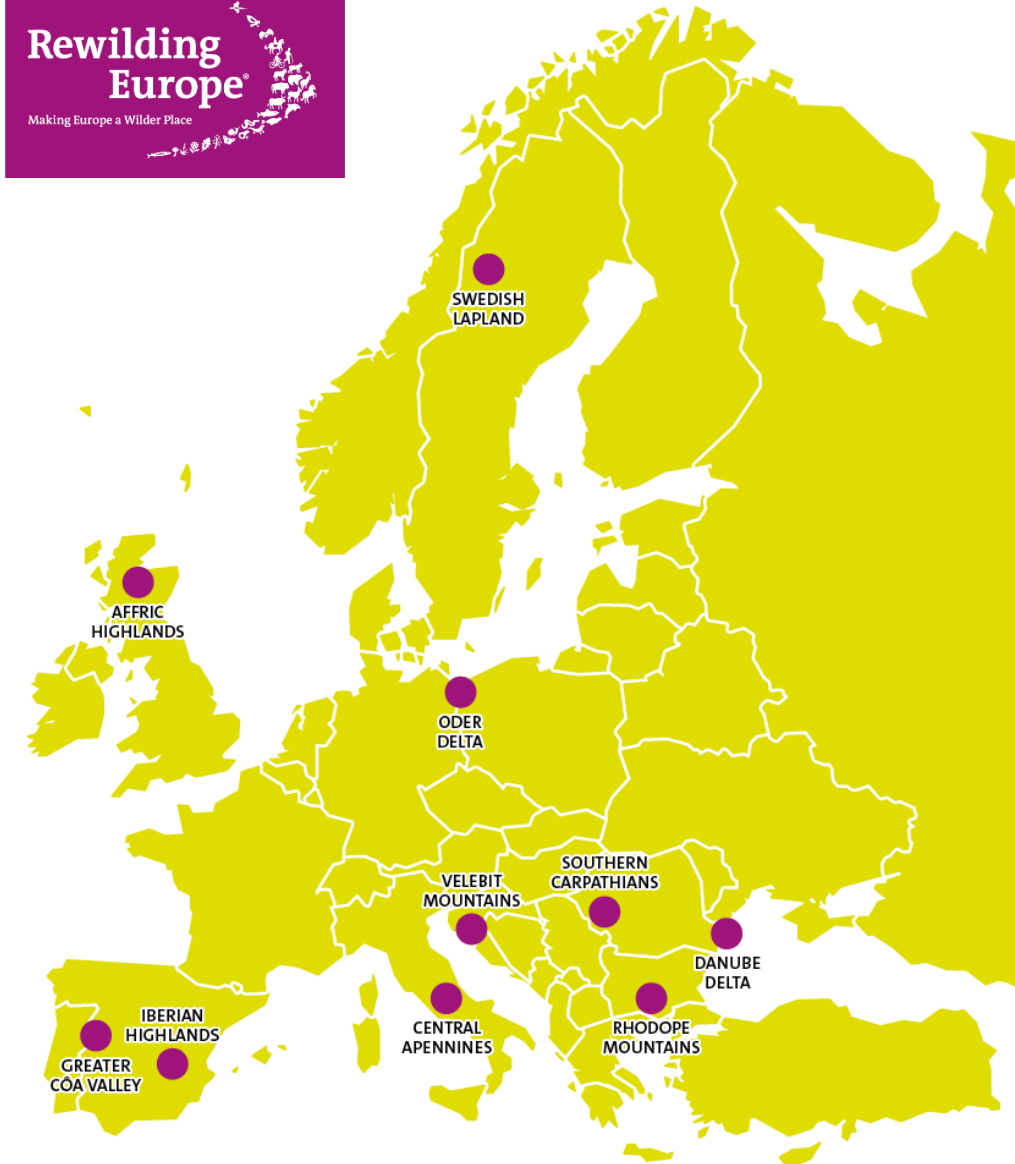 Rewilding
Europe®
Making Europe a Wilder Place
SWEDISH
LAPLAND
AFFRIC
HIGHLANDS
ODER
DELTA
SOUTHERN
CARPATHIANS
VELEBIT
MOUNTAINS
DANUBE
DELTA
IBERIAN
HIGHLANDS
CENTRAL
APENNINES
RHODOPE
MOUNTAINS
GREATER
CÔA VALLEY